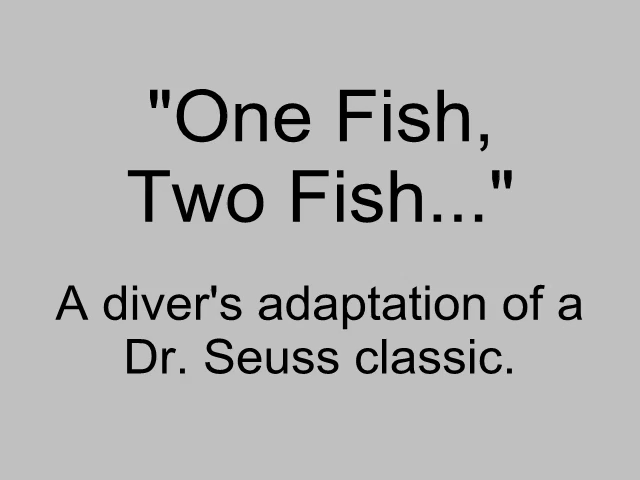 "One Fish,
Two Fish..."
A diver's adaptation of a
Dr. Seuss classic.